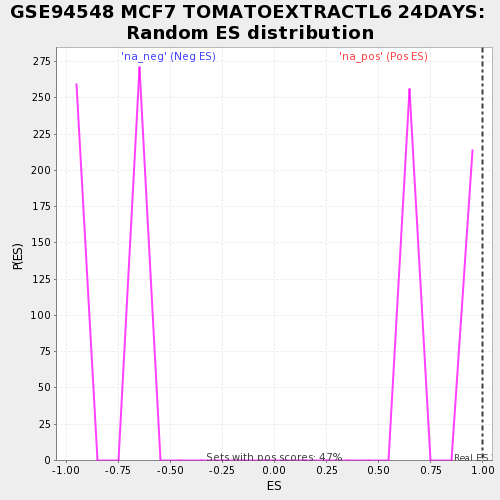 GSE94548 MCF7 TOMATOEXTRACTL6 24DAYS:
Random ES distribution
'na_neg' (Neg ES)
'na_pos' (Pos ES)
275
250
225
200
175
150
125
100
75
50
25
0
P(ES)
Sets with pos scores: 47%
Real ES
-1.00 -0.75 -0.50 -0.25 0.00 0.25 0.50 0.75 1.00
ES